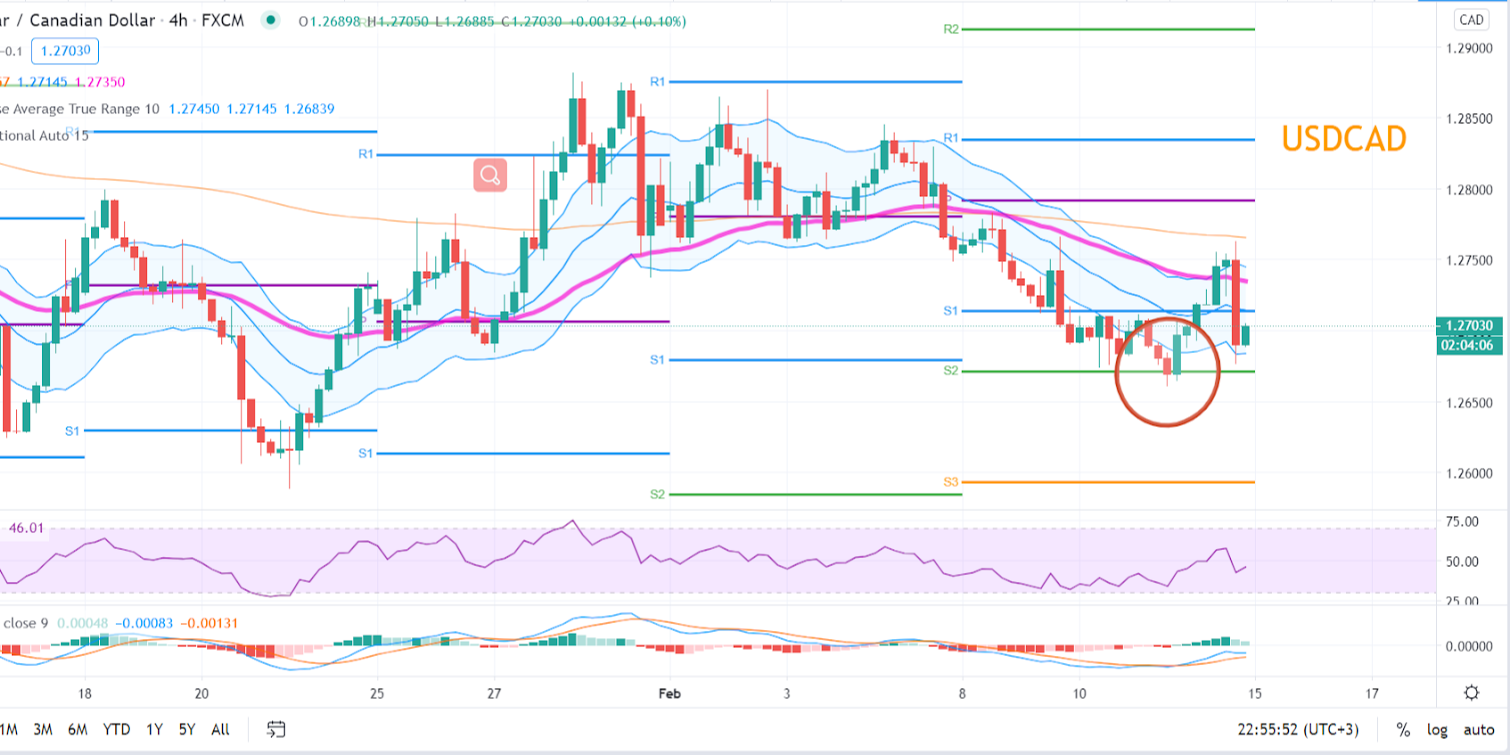 ar / Canadian Dollar · 4h · FXCM O1.26898 H1.27050 L1.26885 C1.27030 +0.00132 (+0.10%)
−0.1 1.27030
57 1.27145 1.27350
se Average True Range 10 1.27450 1.27145 1.26839
tional Auto 15
R1
R1
R1
R2
R1
P
S1
S1
S1
S1
S2
S2
S3
USDCAD
CAD
1.29000
1.28500
1.28000
1.27500
1.27030
02:04:06
1.26500
1.26000
46.01
75.00
50.00
25.00
close 9 0.00048 −0.00083 −0.00131
0.00000
18 20 25 27 Feb 3 8 10 15 17
1M 3M 6M YTD 1Y 5Y All
22:55:52 (UTC+3) % log auto